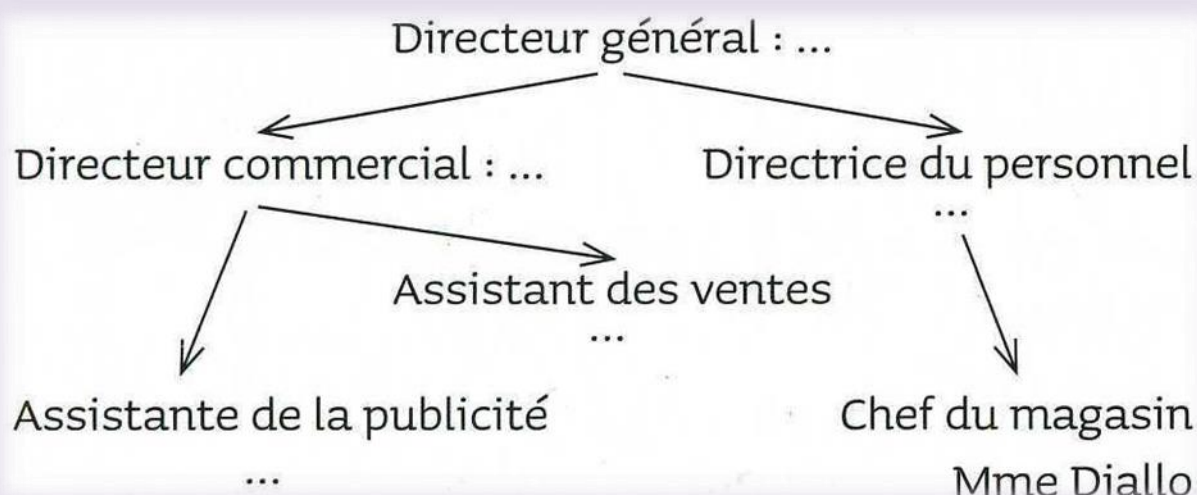 Directeur général : ...
Directeur commercial : ...
Directrice du personnel
...
Assistant des ventes
...
Assistante de la publicité
...
Chef du magasin
Mme Diallo